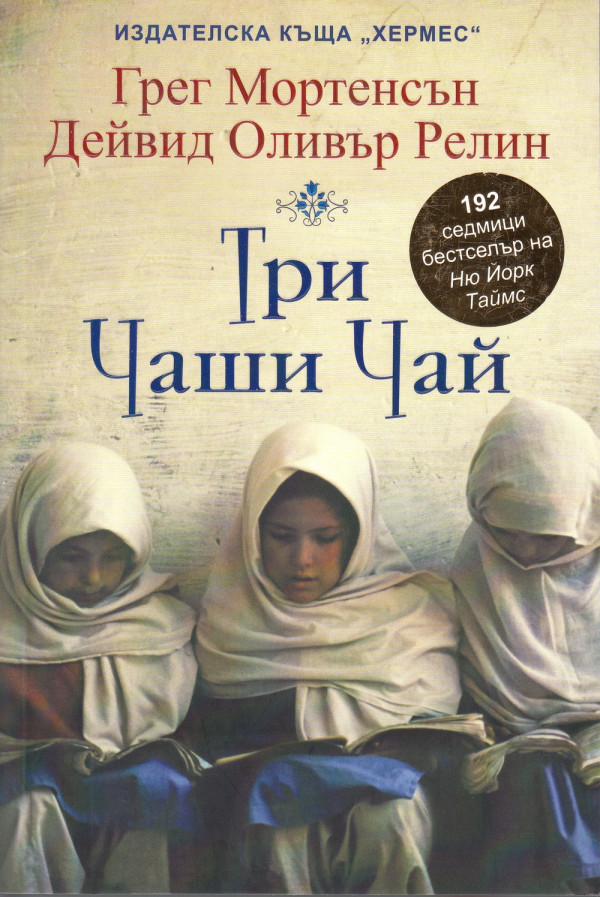 ИЗДАТЕЛСКА КЪЩА „ХЕРМЕС“
Грег Мортенсън
Дейвид Оливър Релин
192
седмици
бестселър на
Ню Йорк
Таймс
Три
Чаши Чай